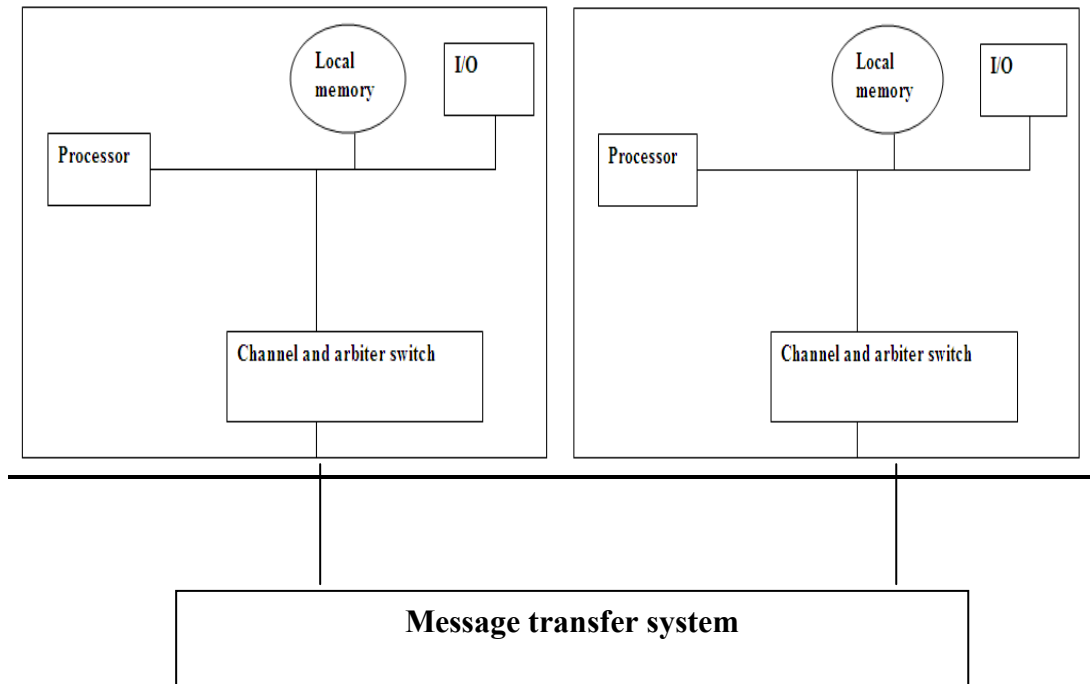 Local
memory
I/O
Processor
Channel and arbiter switch
Local
memory
I/O
Processor
Channel and arbiter switch
Message transfer system